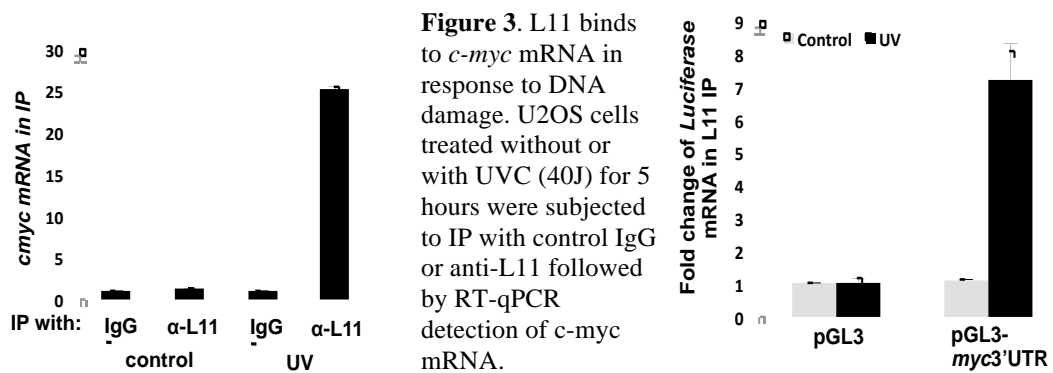 30
25
20
15
10
5
0
cmyc mRNA in IP
IP with: IgG α-L11 IgG α-L11
control UV
Figure 3. L11 binds
to c-myc mRNA in
response to DNA
damage. U2OS cells
treated without or
with UVC (40J) for 5
hours were subjected
to IP with control IgG
or anti-L11 followed
by RT-qPCR
detection of c-myc
mRNA.
9
8
7
6
5
4
3
2
1
0
Fold change of Luciferase
mRNA in L11 IP
Control UV
pGL3 pGL3-
myc3'UTR